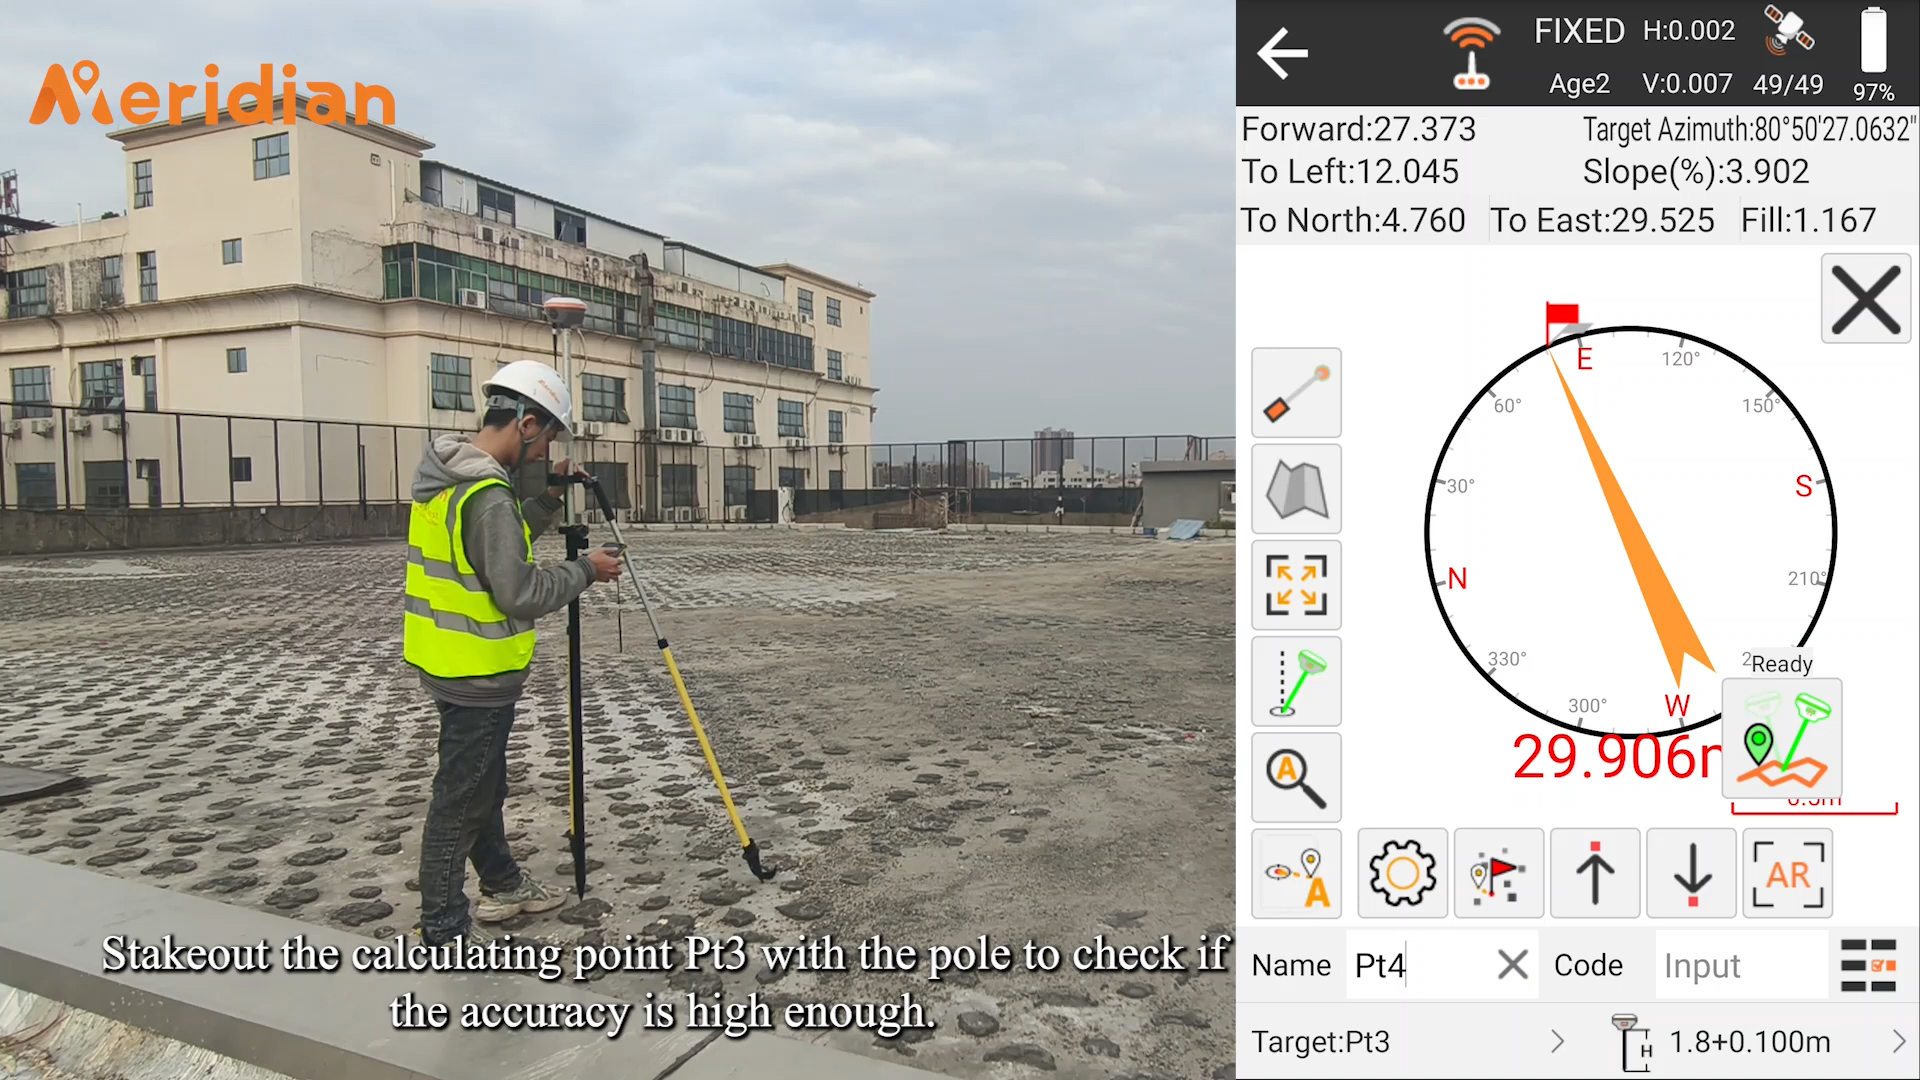 Meridian
Stakeout the calculating point Pt3 with the pole to check if
the accuracy is high enough.
FIXED H:0.002
Age2 V:0.007 49/49 97%
Forward:27.373 Target Azimuth:80°50'27.0632"
To Left:12.045 Slope(%):3.902
To North:4.760 To East:29.525 Fill:1.167
E
120°
60°
150°
30°
S
N
210°
330°
Ready
300°
W
29.906
A
A
AR
Name Pt4 Code Input
Target:Pt3 H 1.8+0.100m